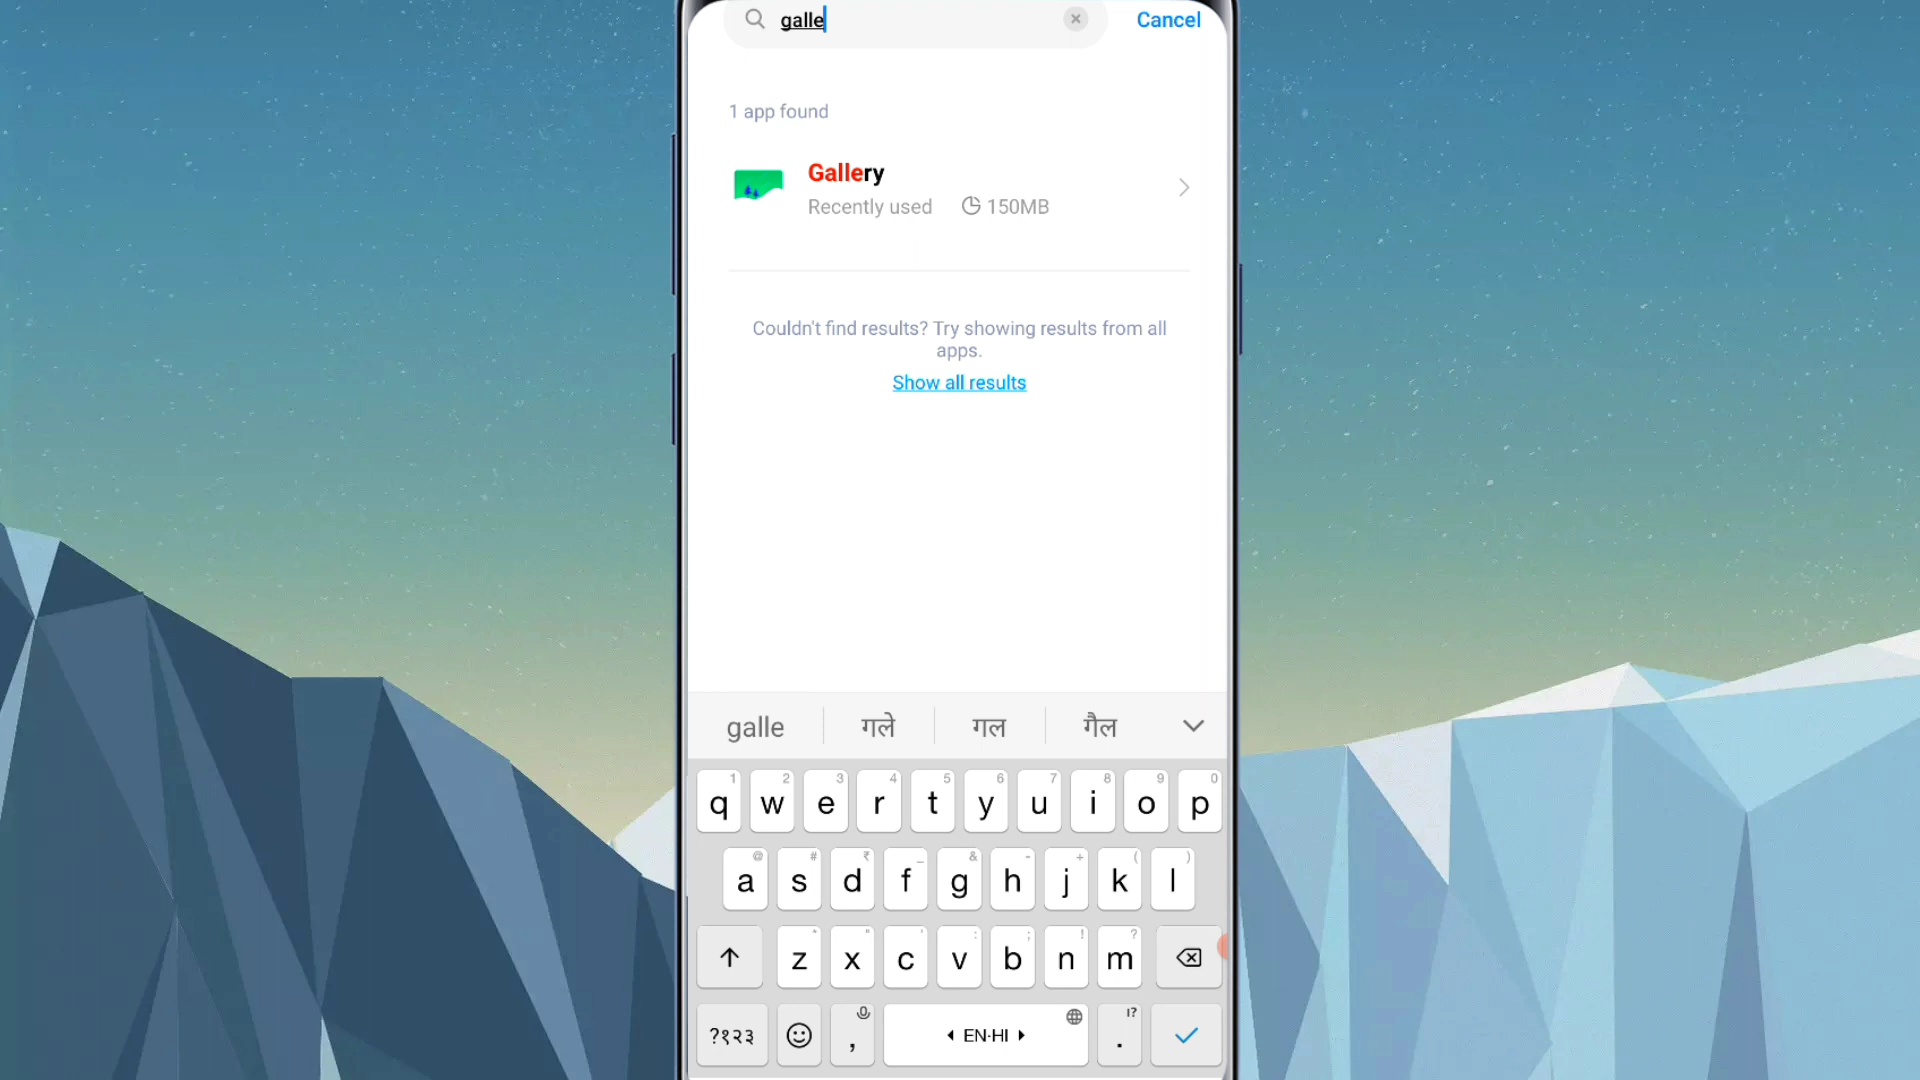 galle
Cancel
1 app found
Gallery
Recently used 150MB
Couldn't find results? Try showing results from all
apps.
Show all results
galle गले गल गैल
1 2 3 4 5 6 7 8 9 0
q w e r t y u i o p
@ # ₹ _ & - + ( )
a s d f g h j k l
* " ' : ; ! ?
z x c v b n m
?१२३ , EN-HI !? .